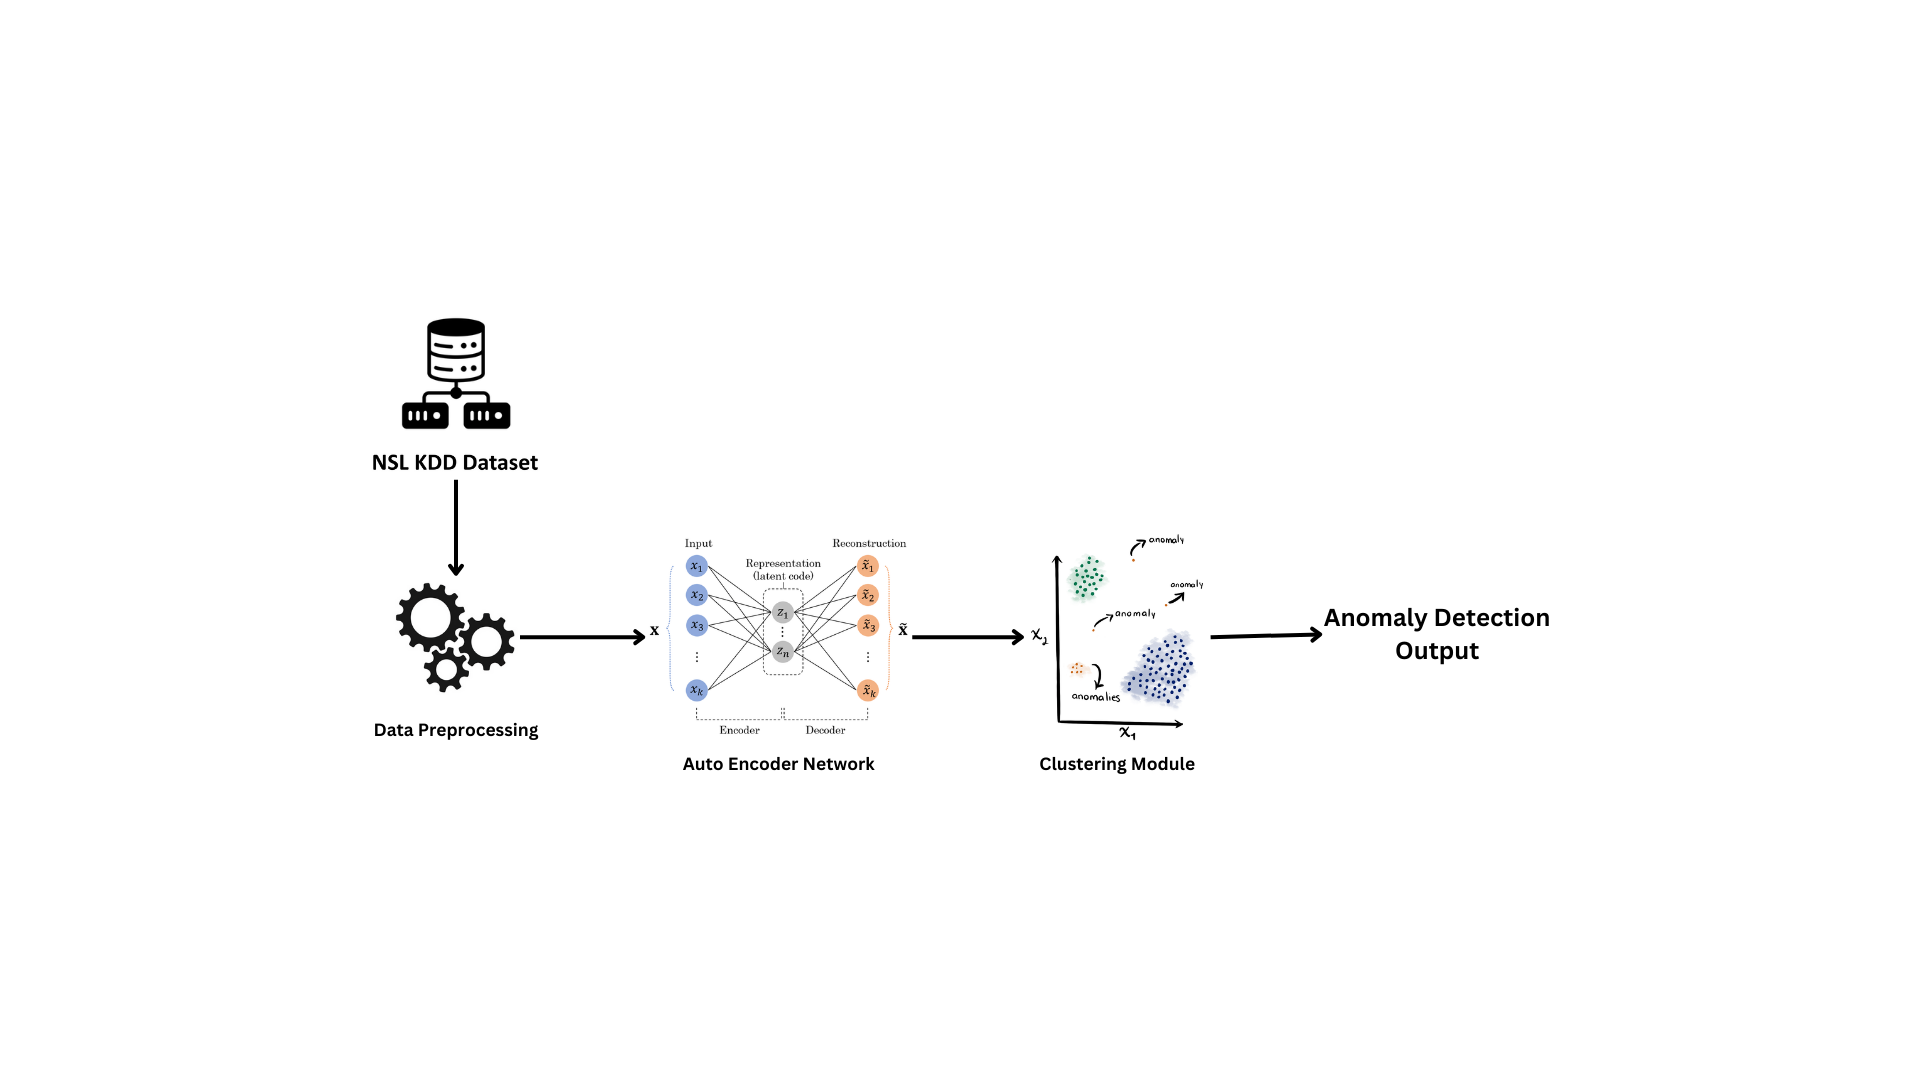 NSL KDD Dataset
Data Preprocessing
Input
Representation
(latent code)
Reconstruction
x
x1
x2
x3
⋮
xk
z1
⋮
zn
x̃1
x̃2
x̃3
⋮
x̃k
x̃
Encoder
Decoder
Auto Encoder Network
anomaly
anomaly
anomaly
anomalies
x2
x1
Clustering Module
Anomaly Detection
Output